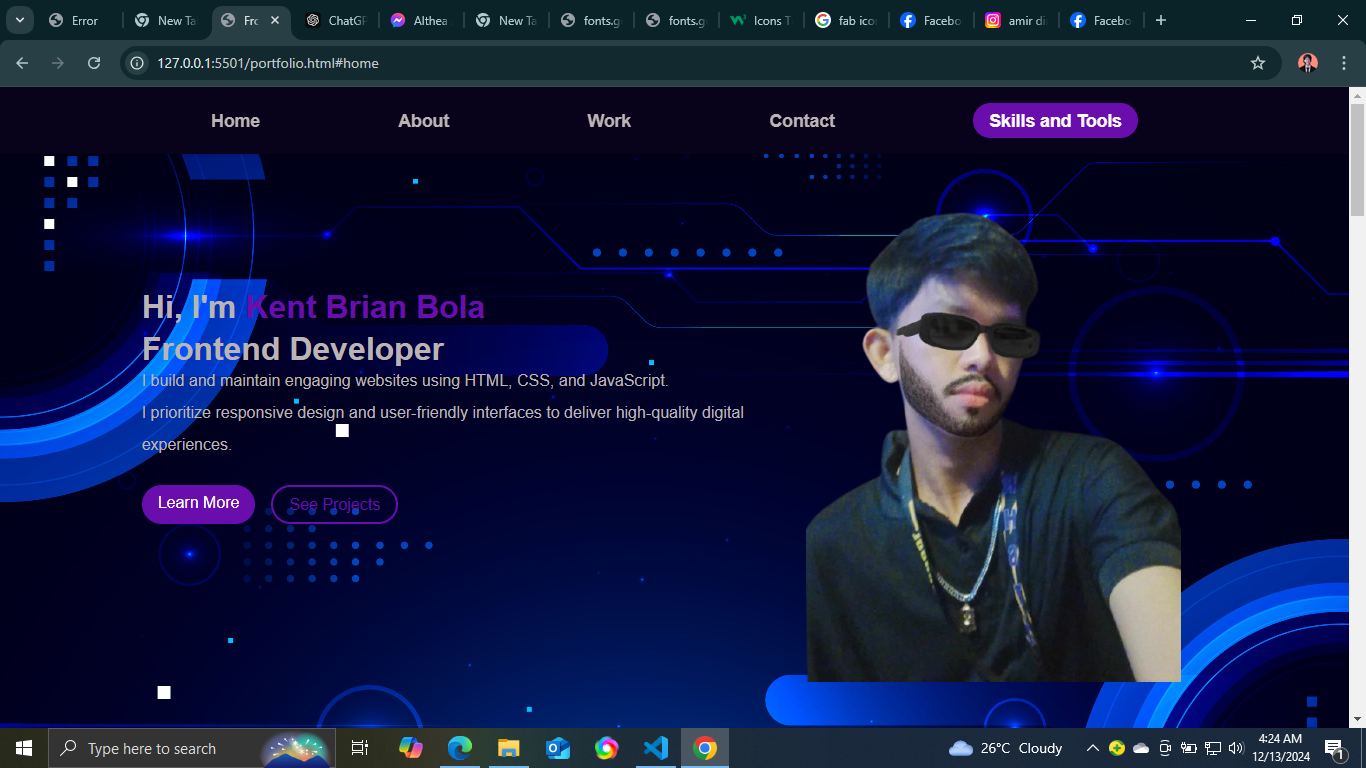 Error
New Ta
Fro
ChatGP
Althea
New Ta
fonts.g
fonts.g
Icons T
fab ico
Facebo
amir di
Facebo
127.0.0.1:5501/portfolio.html#home
Home
About
Work
Contact
Skills and Tools
Hi, I'm Kent Brian Bola
Frontend Developer
I build and maintain engaging websites using HTML, CSS, and JavaScript.
I prioritize responsive design and user-friendly interfaces to deliver high-quality digital
experiences.
Learn More
See Projects
Type here to search
26°C Cloudy
4:24 AM
12/13/2024
1